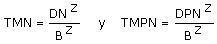 TMN = DN^Z / B^Z y TMPN = DPN^Z / B^Z